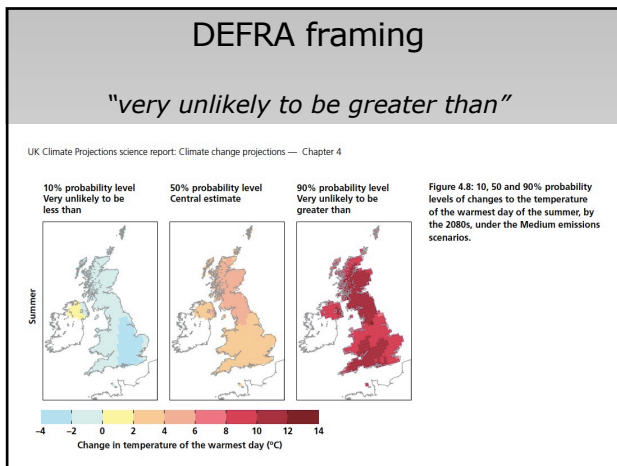 DEFRA framing
“very unlikely to be greater than”
UK Climate Projections science report: Climate change projections — Chapter 4
10% probability level
Very unlikely to be
less than
50% probability level
Central estimate
90% probability level
Very unlikely to be
greater than
Figure 4.8: 10, 50 and 90% probability
levels of changes to the temperature
of the warmest day of the summer, by
the 2080s, under the Medium emissions
scenarios.
Summer
–4 –2 0 2 4 6 8 10 12 14
Change in temperature of the warmest day (ºC)